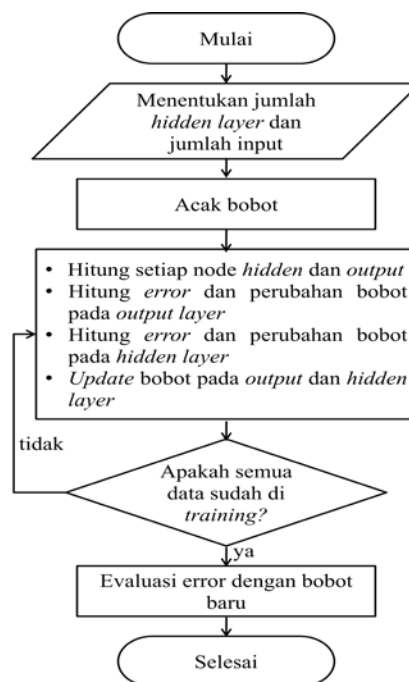 Mulai
Menentukan jumlah
hidden layer dan
jumlah input
Acak bobot
• Hitung setiap node hidden dan output
• Hitung error dan perubahan bobot
pada output layer
• Hitung error dan perubahan bobot
pada hidden layer
• Update bobot pada output dan hidden
layer
tidak
Apakah semua
data sudah di
training?
ya
Evaluasi error dengan bobot
baru
Selesai